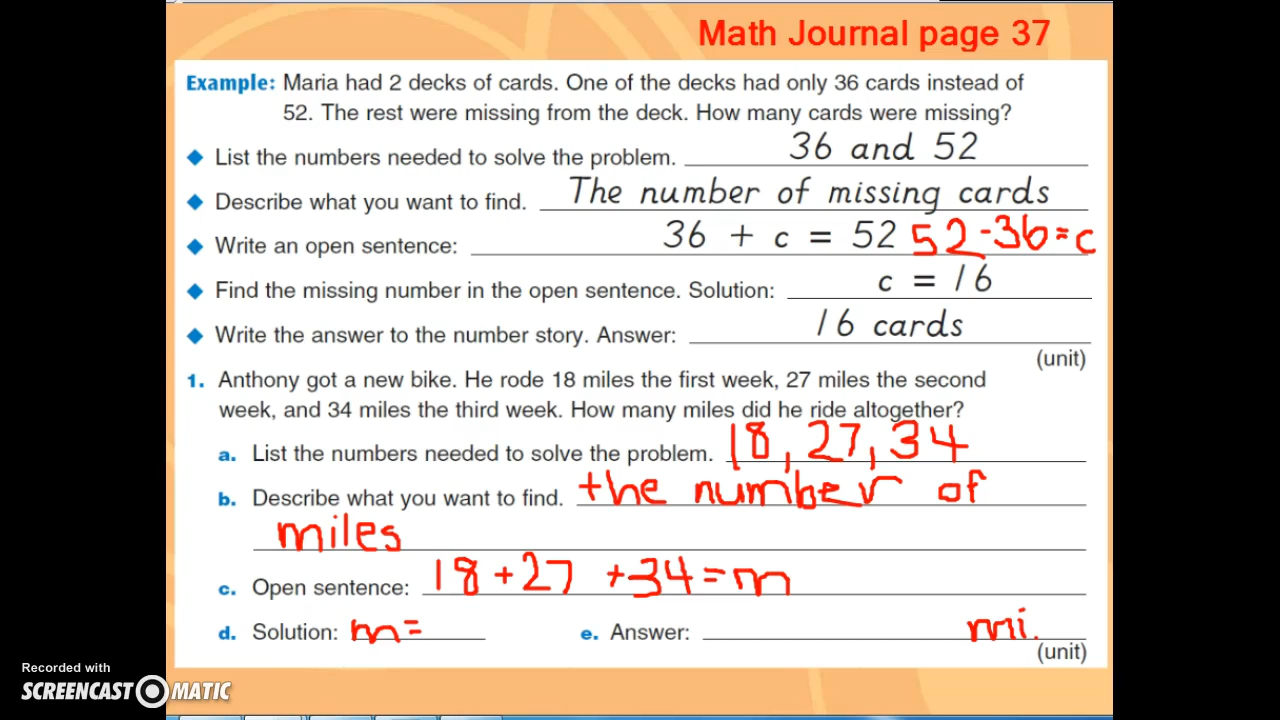 Math Journal page 37
Example: Maria had 2 decks of cards. One of the decks had only 36 cards instead of
52. The rest were missing from the deck. How many cards were missing?
◆ List the numbers needed to solve the problem. 36 and 52
◆ Describe what you want to find. The number of missing cards
◆ Write an open sentence: 36 + c = 52 52-36=c
◆ Find the missing number in the open sentence. Solution: c = 16
◆ Write the answer to the number story. Answer: 16 cards
(unit)
1. Anthony got a new bike. He rode 18 miles the first week, 27 miles the second
week, and 34 miles the third week. How many miles did he ride altogether?
a. List the numbers needed to solve the problem. 18, 27, 34
b. Describe what you want to find. the number of
miles
c. Open sentence: 18+27 +34=m
d. Solution: m= e. Answer: mi.
(unit)
Recorded with
SCREENCAST MATIC